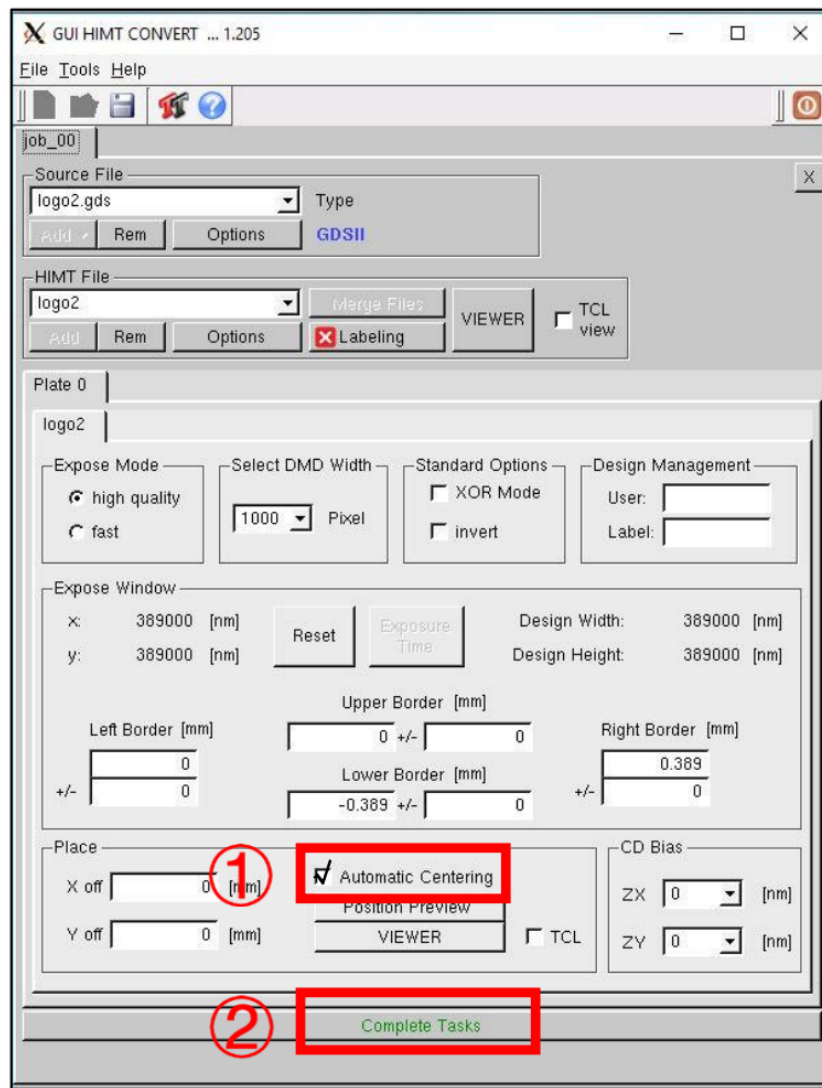 GUI HIMT CONVERT ... 1.205
File Tools Help
job_00
Source File
X
logo2.gds Type
Add Rem Options GDSII
HIMT File
logo2 Merge Files VIEWER TCL view
Add Rem Options Labeling
Plate 0
logo2
Expose Mode Select DMD Width Standard Options Design Management
high quality 1000 Pixel XOR Mode User:
fast invert Label:
Expose Window
x: 389000 [nm] Reset Exposure Time Design Width: 389000 [nm]
y: 389000 [nm] Design Height: 389000 [nm]
Upper Border [mm]
Left Border [mm] 0 +/- 0 Right Border [mm]
0 Lower Border [mm] 0.389
+/- 0 -0.389 +/- 0 +/- 0
Place CD Bias
① Automatic Centering
X off 0 [mm] Position Preview ZX 0 [nm]
Y off 0 [mm] VIEWER TCL ZY 0 [nm]
② Complete Tasks